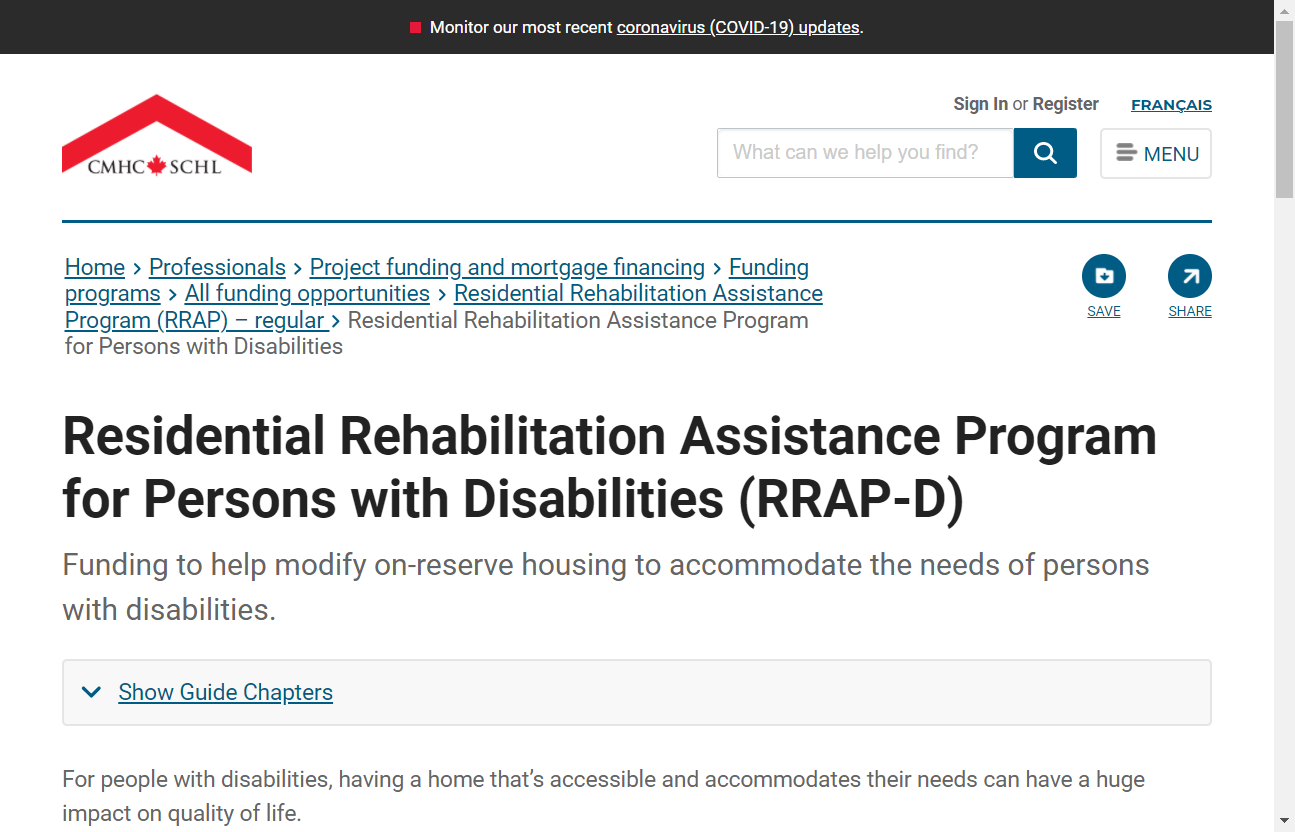 Monitor our most recent coronavirus (COVID-19) updates.
CMHC SCHL
Sign In or Register
FRANÇAIS
What can we help you find?
MENU
Home › Professionals › Project funding and mortgage financing › Funding
programs › All funding opportunities › Residential Rehabilitation Assistance
Program (RRAP) – regular › Residential Rehabilitation Assistance Program
for Persons with Disabilities
SAVE
SHARE
Residential Rehabilitation Assistance Program
for Persons with Disabilities (RRAP-D)
Funding to help modify on-reserve housing to accommodate the needs of persons
with disabilities.
Show Guide Chapters
For people with disabilities, having a home that’s accessible and accommodates their needs can have a huge
impact on quality of life.